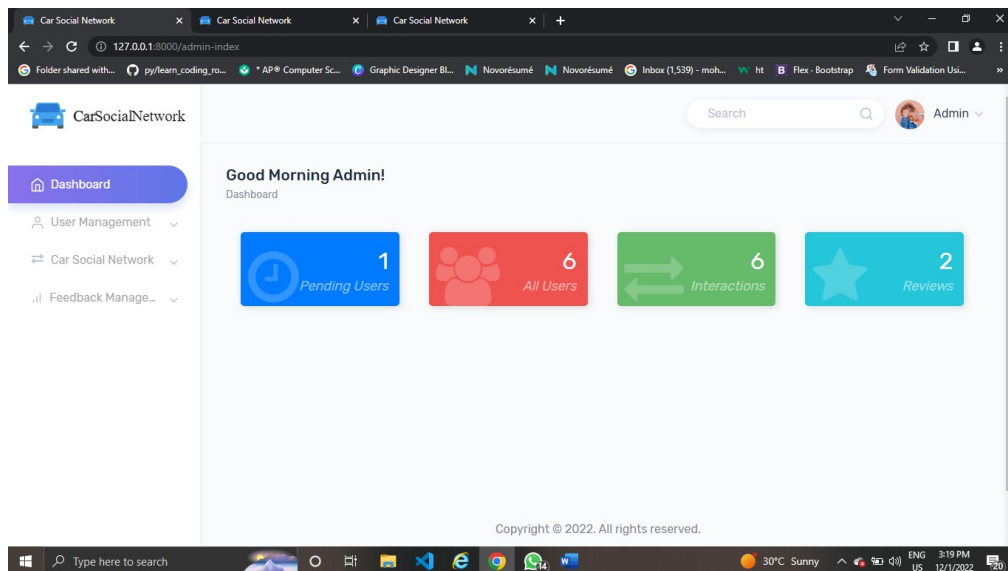 Car Social Network
Car Social Network
Car Social Network
127.0.0.1:8000/admin-index
Folder shared with...
py/learn_coding_ro...
* AP® Computer Sc...
Graphic Designer Bl...
Novorésumé
Novorésumé
Inbox (1,539) - moh...
ht
Flex · Bootstrap
Form Validation Usi...
»
CarSocialNetwork
Search
Admin
Dashboard
User Management
Car Social Network
Feedback Manage...
Good Morning Admin!
Dashboard
1
Pending Users
6
All Users
6
Interactions
2
Reviews
Copyright © 2022. All rights reserved.
Type here to search
14
30°C Sunny
ENG
US
3:19 PM
12/1/2022
20